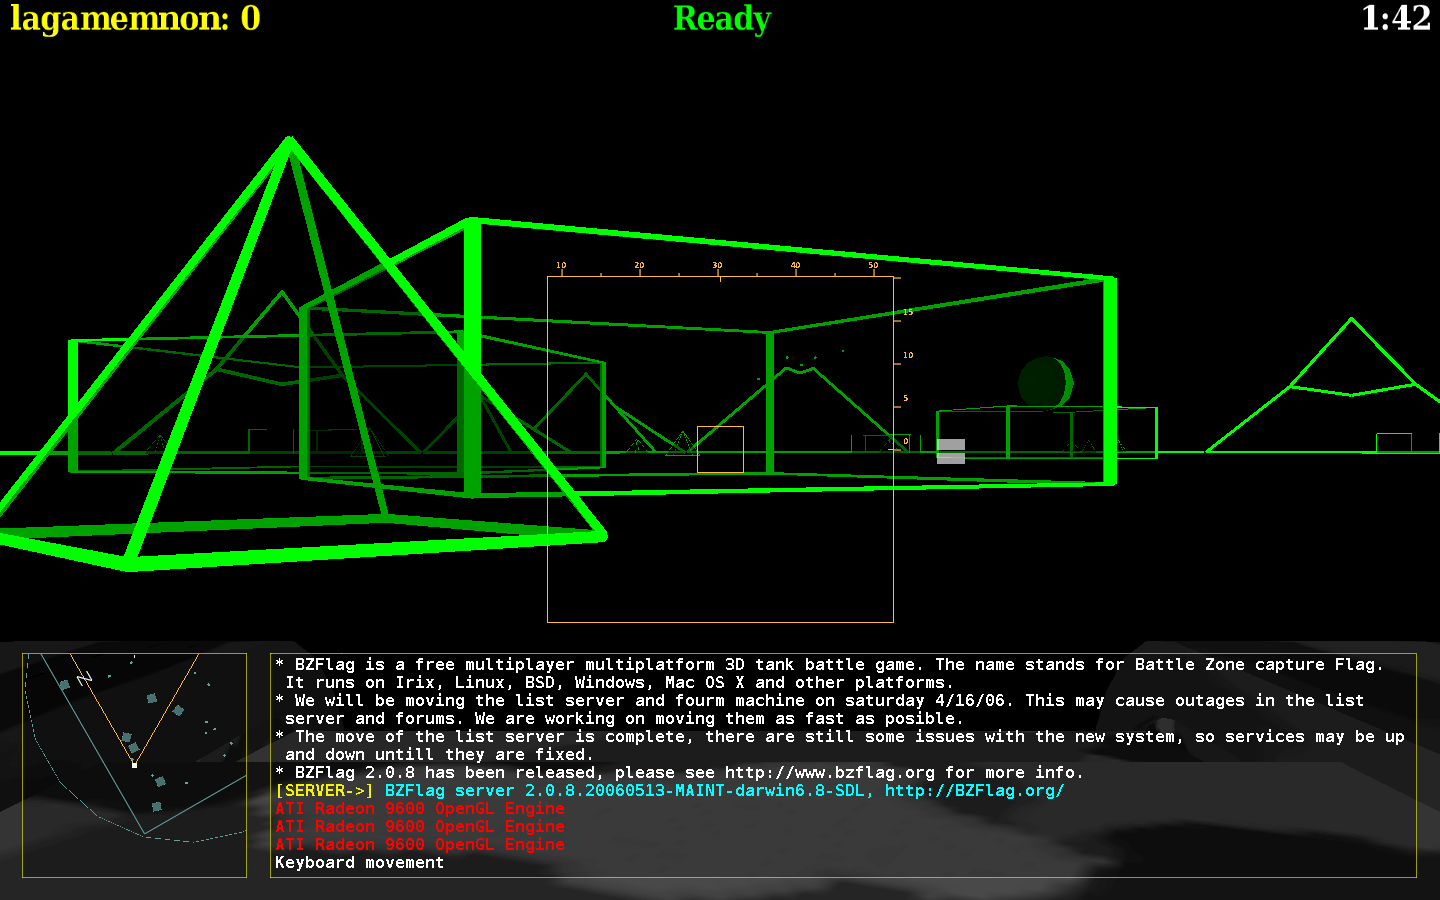 lagamemnon: 0
Ready
1:42
10 20 30 40 50
15
10
5
0
N
* BZFlag is a free multiplayer multiplatform 3D tank battle game. The name stands for Battle Zone capture Flag.
It runs on Irix, Linux, BSD, Windows, Mac OS X and other platforms.
* We will be moving the list server and fourm machine on saturday 4/16/06. This may cause outages in the list
server and forums. We are working on moving them as fast as posible.
* The move of the list server is complete, there are still some issues with the new system, so services may be up
and down untill they are fixed.
* BZFlag 2.0.8 has been released, please see http://www.bzflag.org for more info.
[SERVER->] BZFlag server 2.0.8.20060513-MAINT-darwin6.8-SDL, http://BZFlag.org/
ATI Radeon 9600 OpenGL Engine
ATI Radeon 9600 OpenGL Engine
ATI Radeon 9600 OpenGL Engine
Keyboard movement